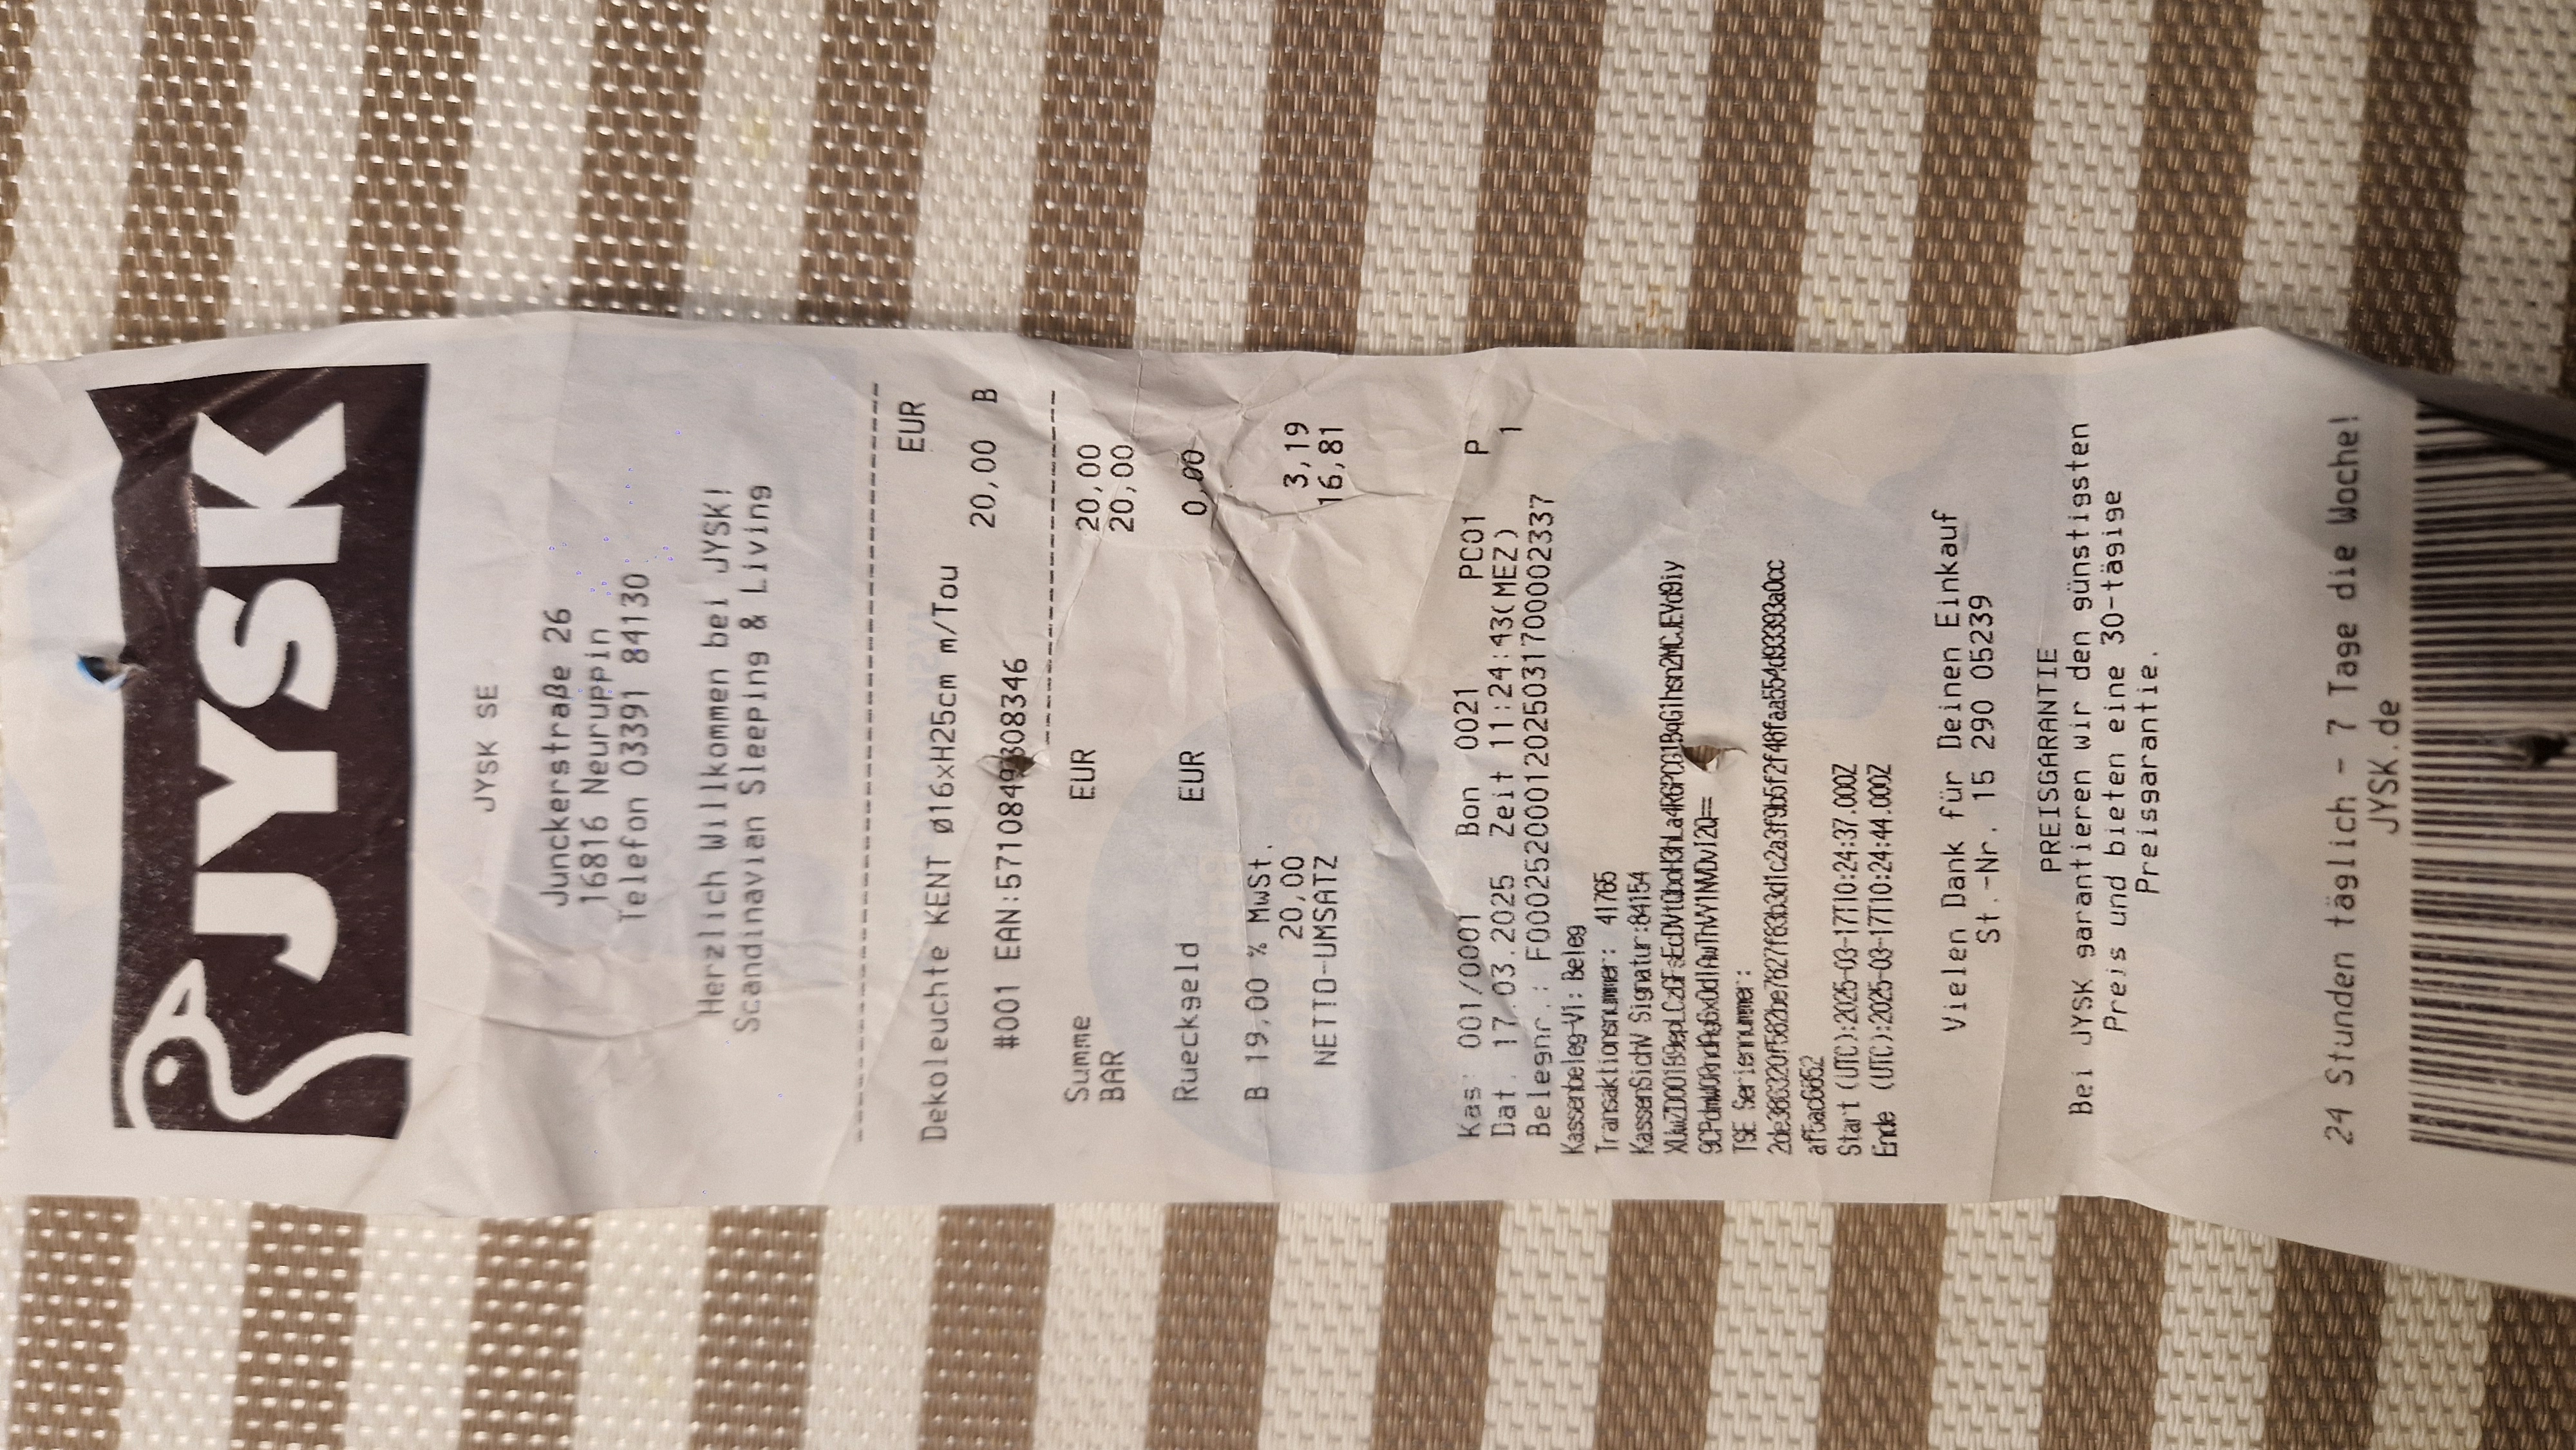 JYSK
JYSK SE
Junckerstraße 26
16816 Neuruppin
Telefon 03391 84130
Herzlich Willkommen bei JYSK!
Scandinavian Sleeping & Living
EUR
Dekoleuchte KENT ø16xH25cm m/Tou
20,00 B
#001 EAN:5710849308346
Summe EUR 20,00
BAR 20,00
Rueckgeld EUR 0,00
B 19,00 % MwSt. 3,19
20,00
NETTO-UMSATZ 16,81
Kas: 001/0001 Bon 0021 PC01 P
Dat. 17.03.2025 Zeit 11:24:43(MEZ) 1
Belegnr.: F000252000120250317000002337
Kassenbeleg-V1: Beleg
Transaktionsnummer: 41765
KassenSichV Signatur:84154
TSE Seriennummer:
af5ac6852
Start (UTC):2025-03-17T10:24:37.000Z
Ende (UTC):2025-03-17T10:24:44.000Z
Vielen Dank für Deinen Einkauf
St.-Nr. 15 290 05239
PREISGARANTIE
Bei JYSK garantieren wir den günstigsten
Preis und bieten eine 30-tägige
Preisgarantie.
24 Stunden täglich - 7 Tage die Woche!
JYSK.de